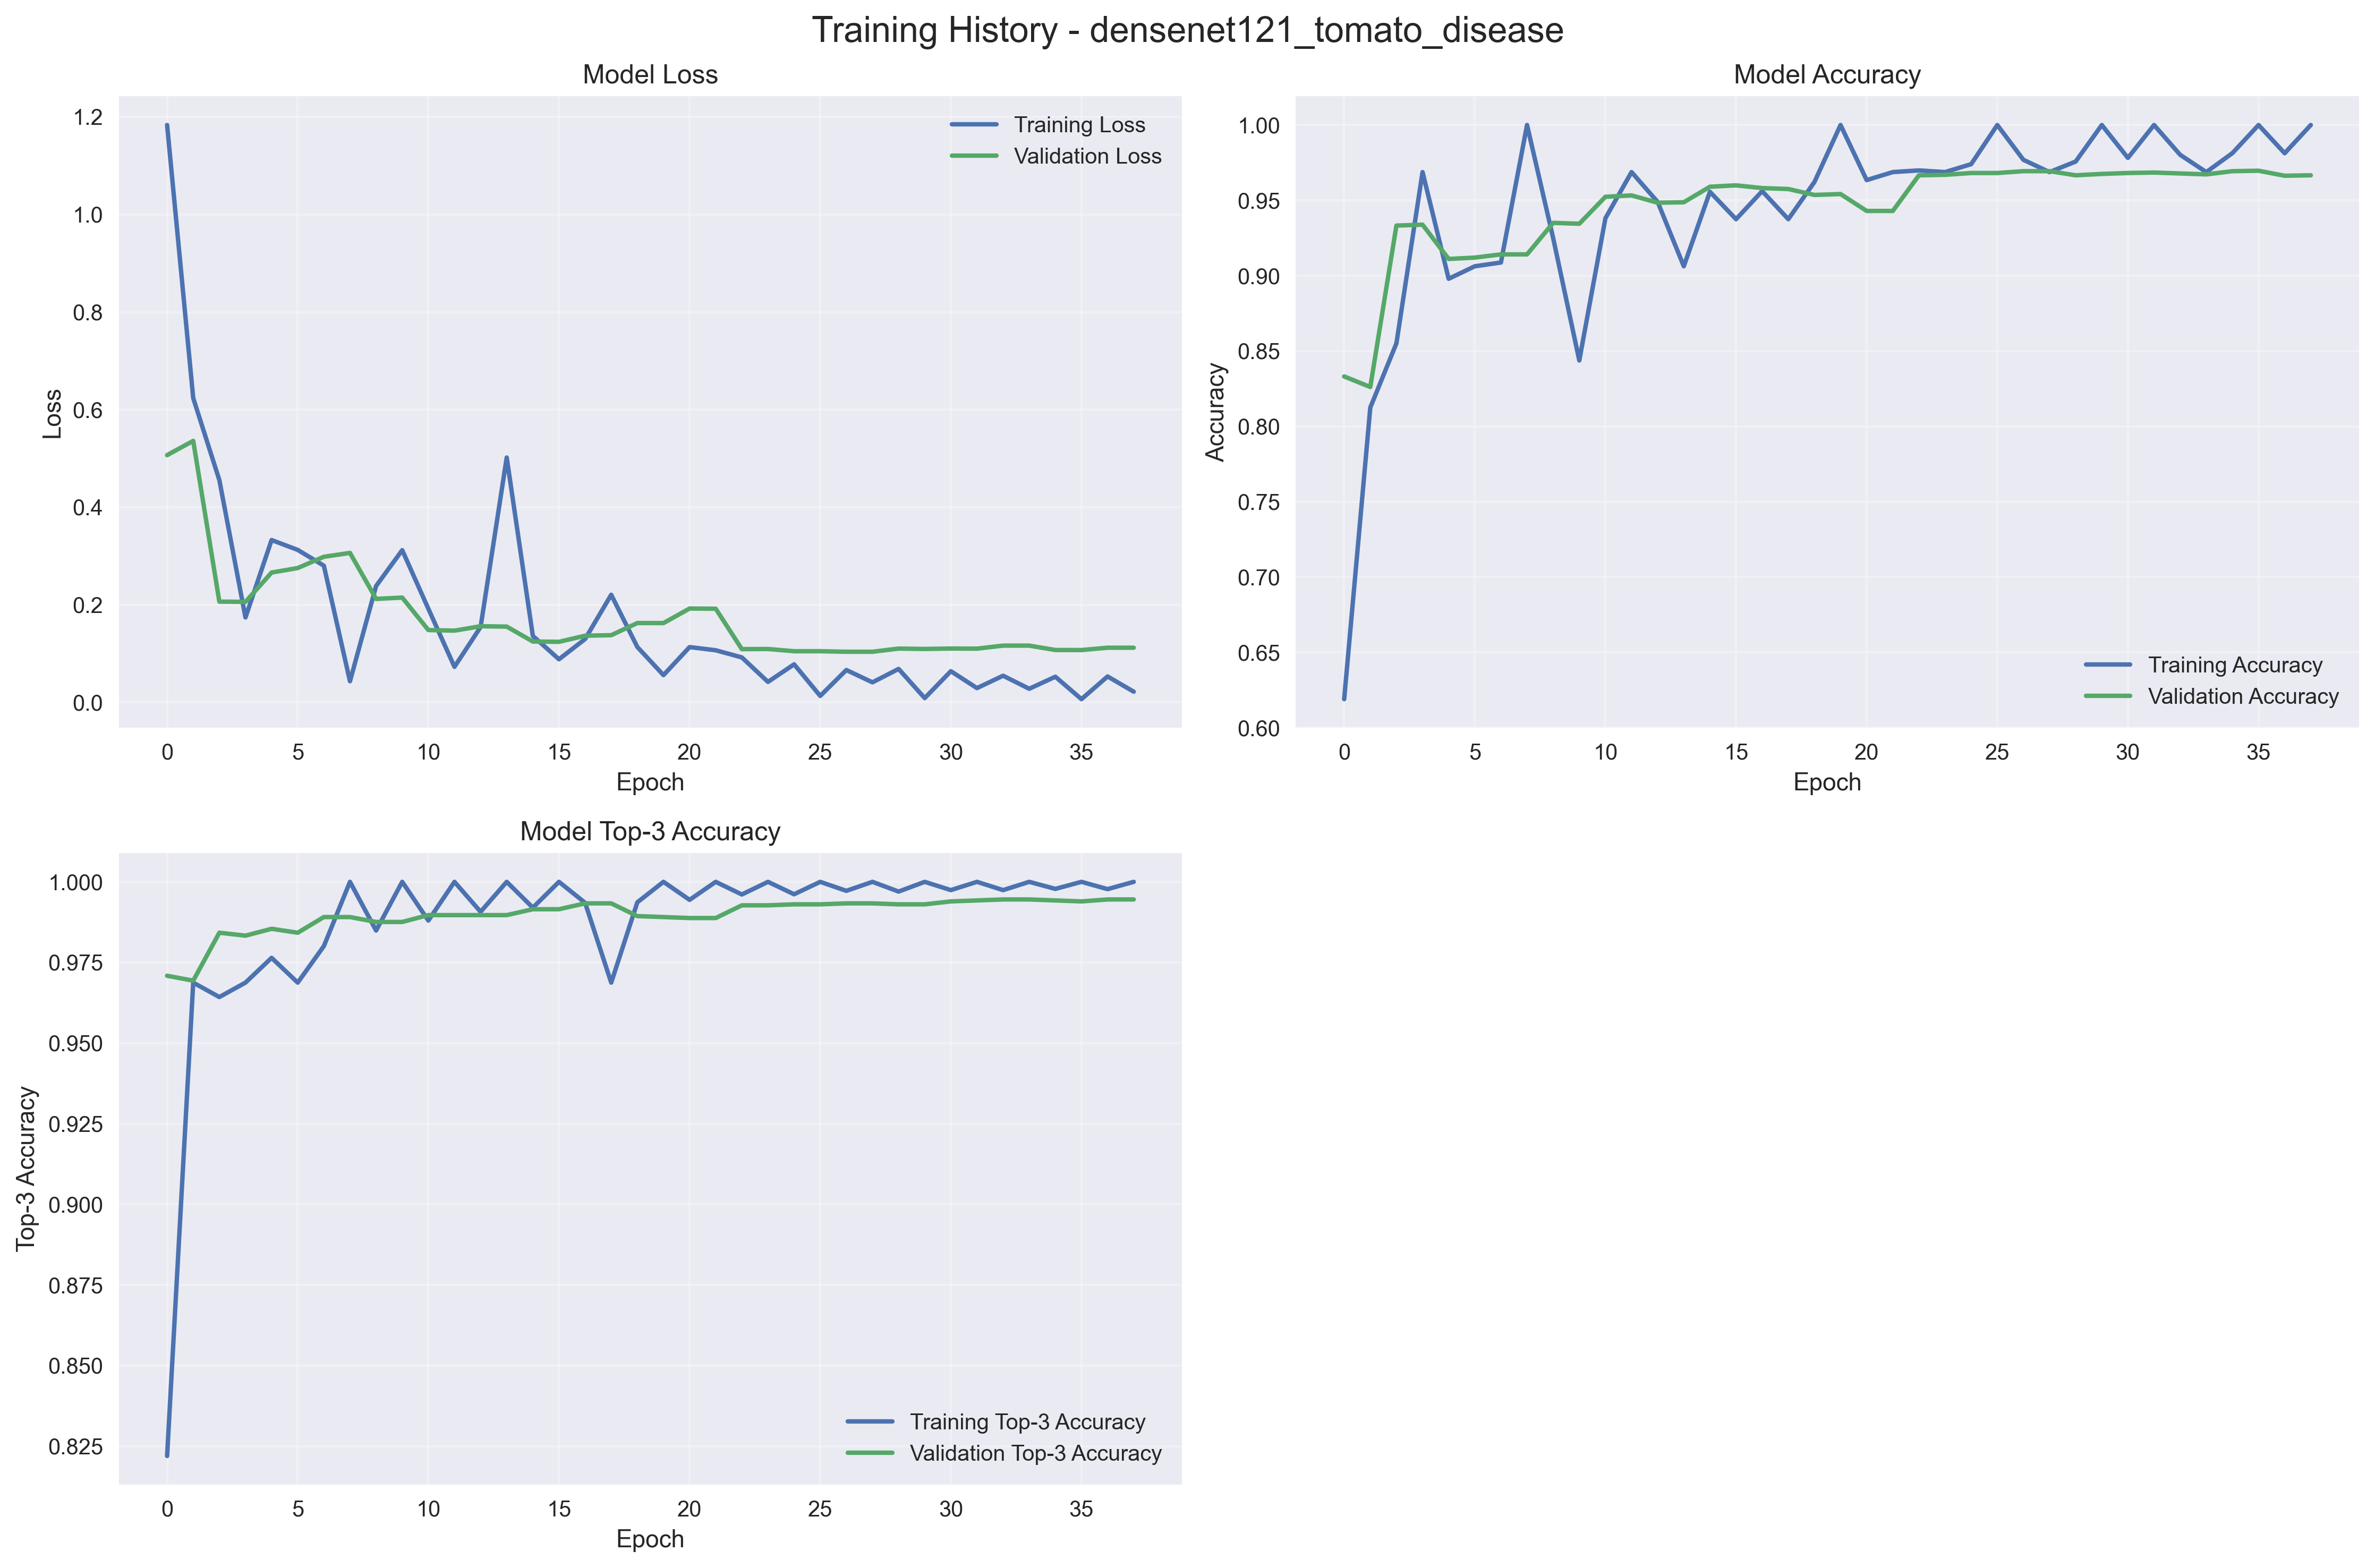 Training History - densenet121_tomato_disease
Model Loss
1.2
1.0
0.8
0.6
0.4
0.2
0.0
Loss
Training Loss
Validation Loss
0 5 10 15 20 25 30 35
Epoch
Model Accuracy
1.00
0.95
0.90
0.85
0.80
0.75
0.70
0.65
0.60
Accuracy
Training Accuracy
Validation Accuracy
0 5 10 15 20 25 30 35
Epoch
Model Top-3 Accuracy
1.000
0.975
0.950
0.925
0.900
0.875
0.850
0.825
Top-3 Accuracy
Training Top-3 Accuracy
Validation Top-3 Accuracy
0 5 10 15 20 25 30 35
Epoch